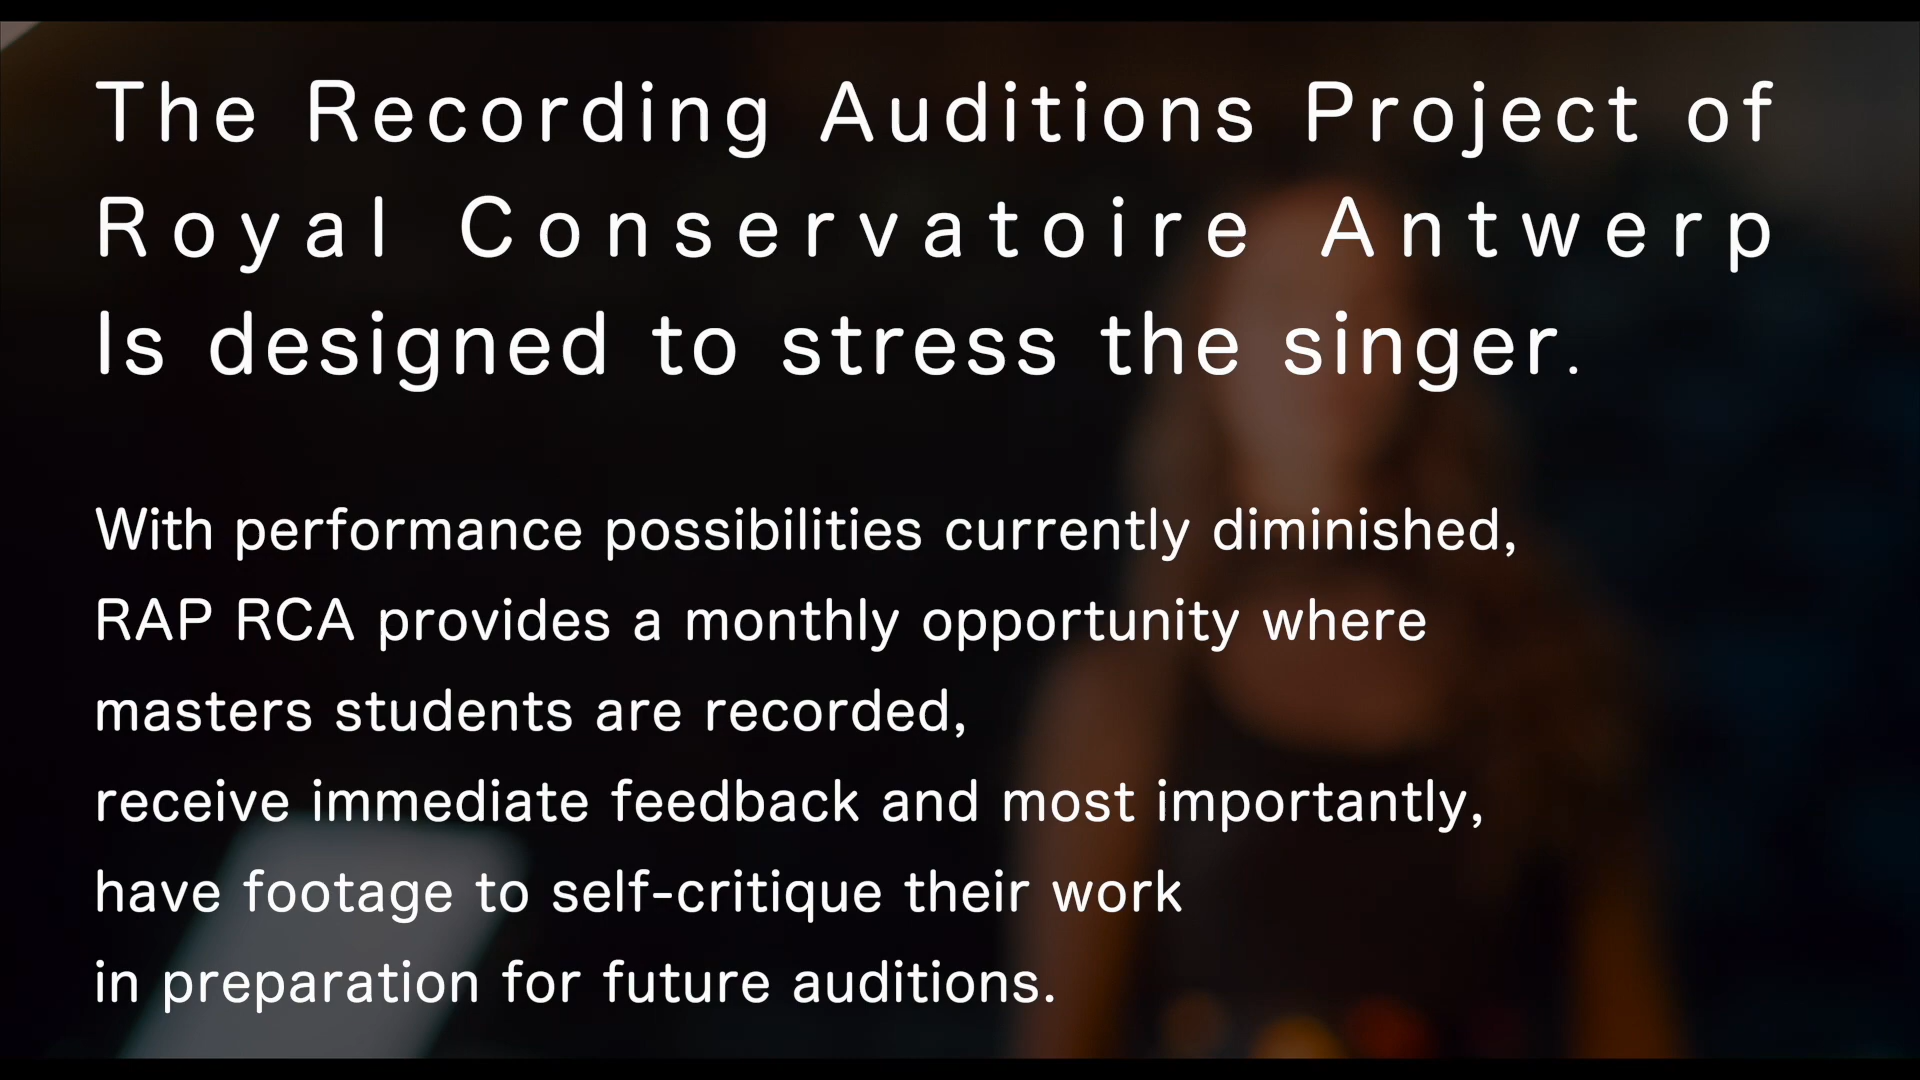 The Recording Auditions Project of
Royal Conservatoire Antwerp
Is designed to stress the singer.
With performance possibilities currently diminished,
RAP RCA provides a monthly opportunity where
masters students are recorded,
receive immediate feedback and most importantly,
have footage to self-critique their work
in preparation for future auditions.